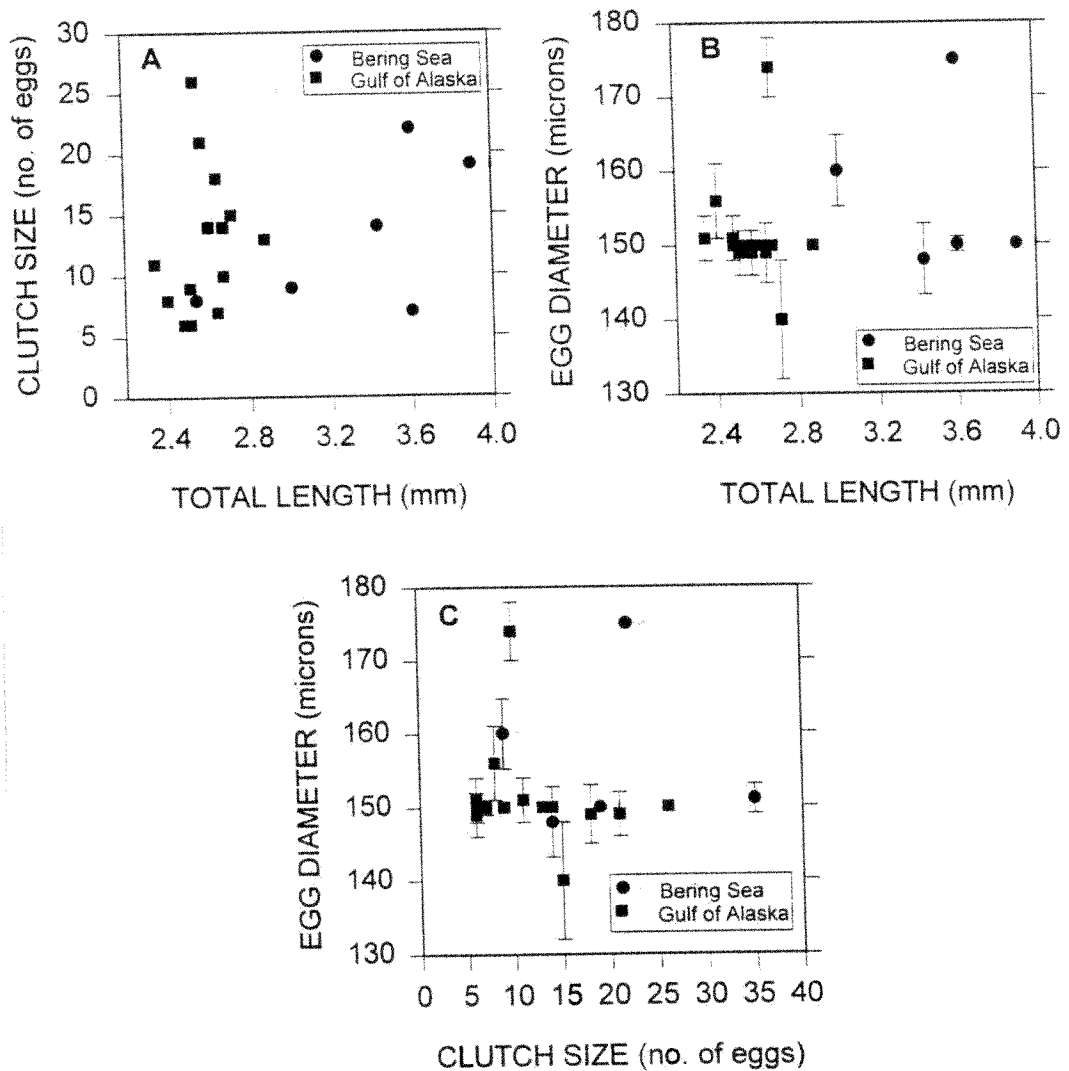 A
Bering Sea
Gulf of Alaska
CLUTCH SIZE (no. of eggs)
30
25
20
15
10
5
0
2.4 2.8 3.2 3.6 4.0
TOTAL LENGTH (mm)
B
Bering Sea
Gulf of Alaska
EGG DIAMETER (microns)
180
170
160
150
140
130
2.4 2.8 3.2 3.6 4.0
TOTAL LENGTH (mm)
C
Bering Sea
Gulf of Alaska
EGG DIAMETER (microns)
180
170
160
150
140
130
0 5 10 15 20 25 30 35 40
CLUTCH SIZE (no. of eggs)